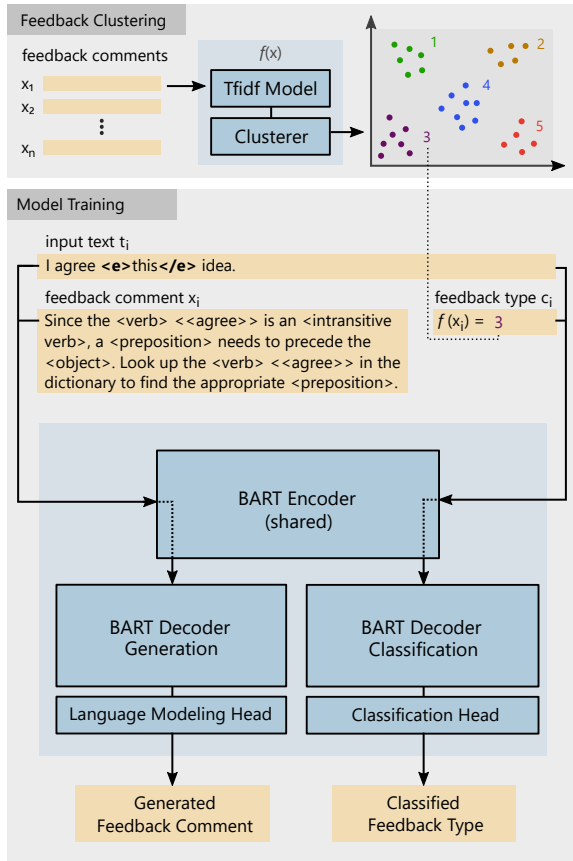 Feedback Clustering
feedback comments
x₁
x₂
⋮
xₙ
f(x)
Tfidf Model
Clusterer
1
2
3
4
5
Model Training
input text tᵢ
I agree <e>this</e> idea.
feedback comment xᵢ
Since the <verb> <<agree>> is an <intransitive
verb>, a <preposition> needs to precede the
<object>. Look up the <verb> <<agree>> in the
dictionary to find the appropriate <preposition>.
feedback type cᵢ
f(xᵢ) = 3
BART Encoder
(shared)
BART Decoder
Generation
BART Decoder
Classification
Language Modeling Head
Classification Head
Generated
Feedback Comment
Classified
Feedback Type